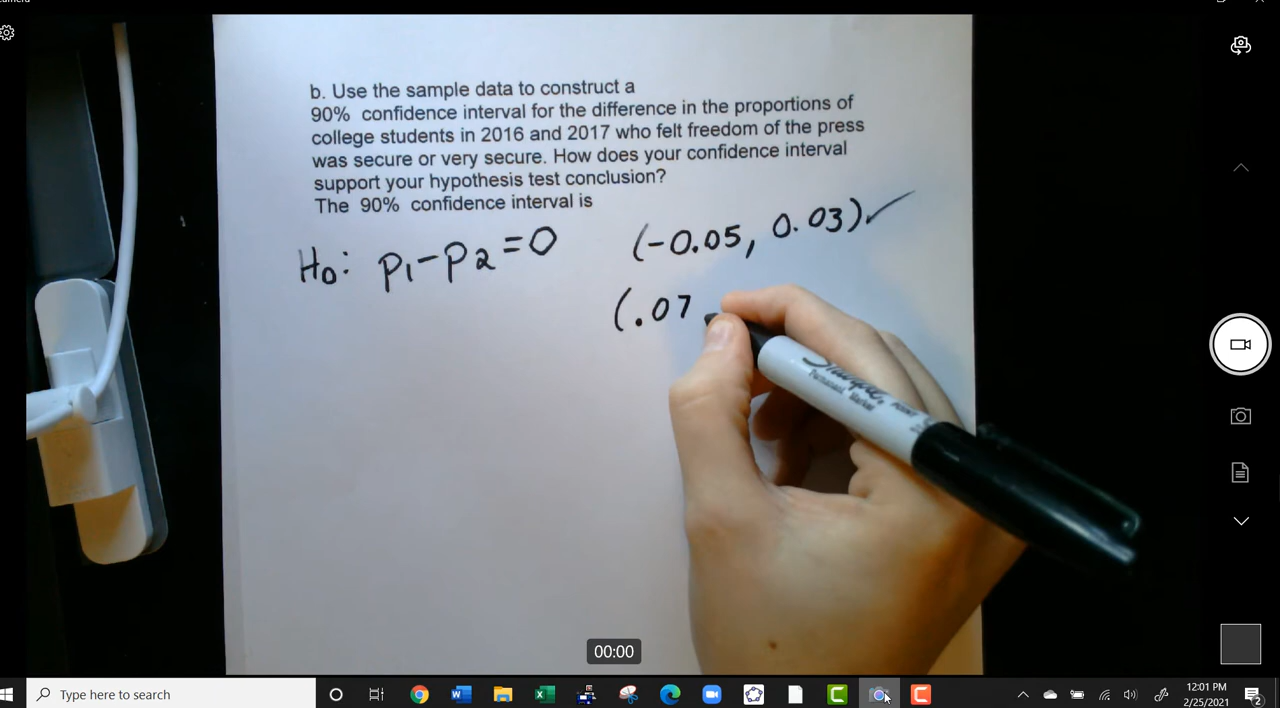 b. Use the sample data to construct a
90% confidence interval for the difference in the proportions of
college students in 2016 and 2017 who felt freedom of the press
was secure or very secure. How does your confidence interval
support your hypothesis test conclusion?
The 90% confidence interval is
H0: p1-p2=0 (-0.05, 0.03)✓
(.07
Sharpie
00:00
Type here to search
12:01 PM
2/25/2021
2